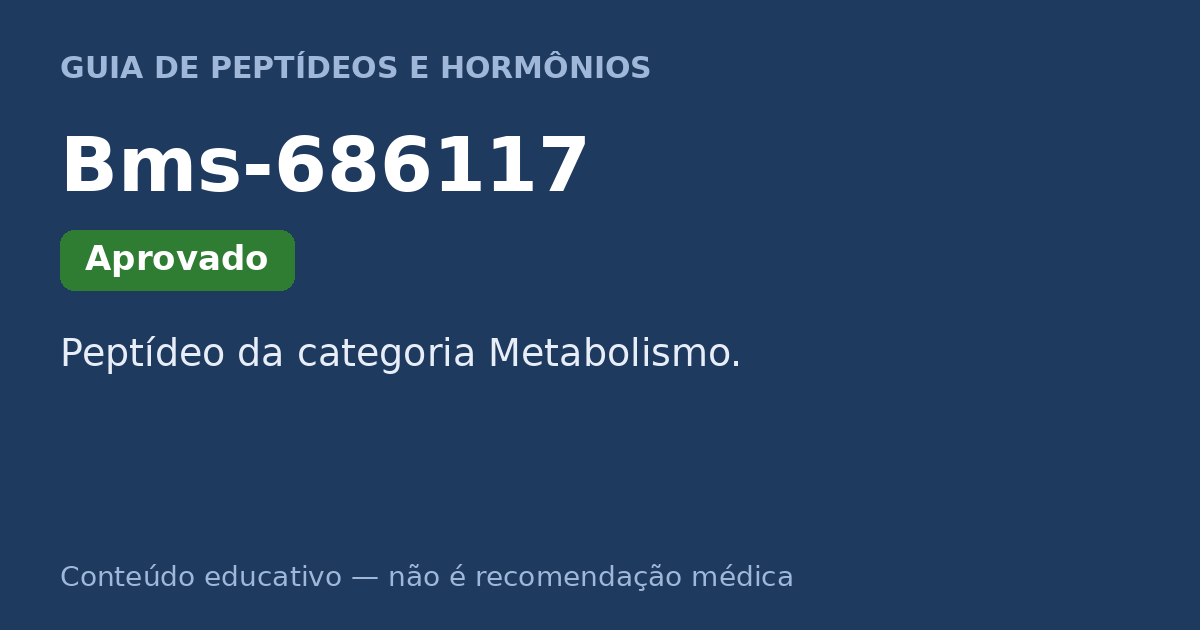 GUIA DE PEPTÍDEOS E HORMÔNIOS
Bms-686117
Aprovado
Peptídeo da categoria Metabolismo.
Conteúdo educativo — não é recomendação médica